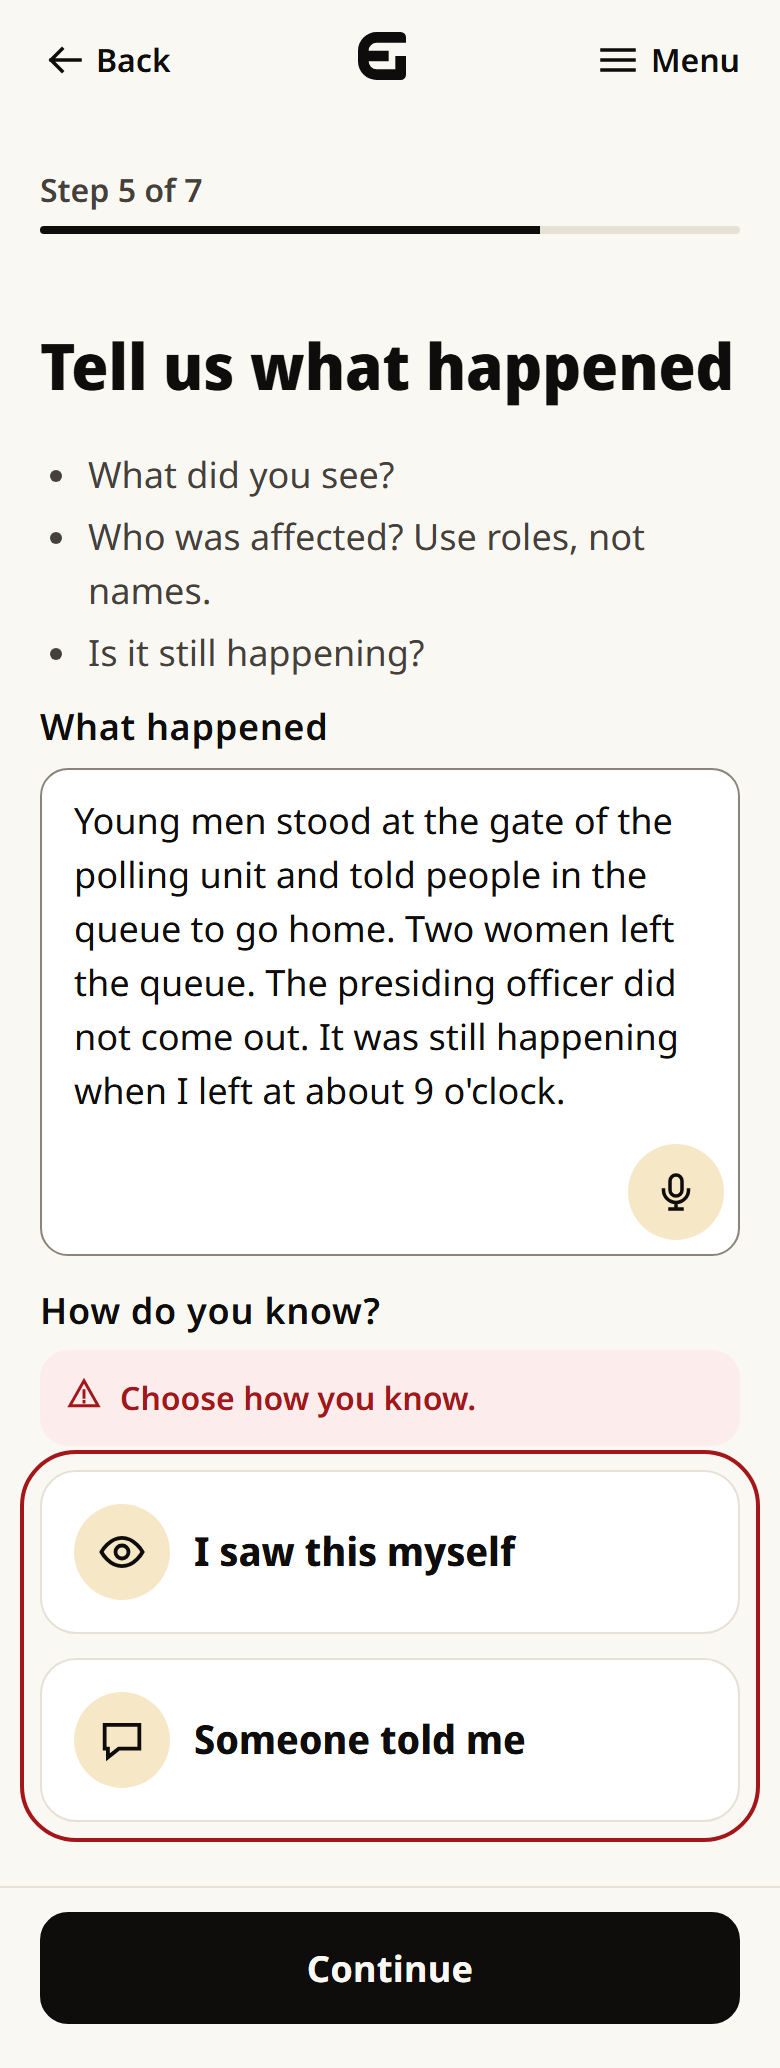 Back
Menu
Step 5 of 7
Tell us what happened
What did you see?
Who was affected? Use roles, not
names.
Is it still happening?
What happened
Young men stood at the gate of the
polling unit and told people in the
queue to go home. Two women left
the queue. The presiding officer did
not come out. It was still happening
when I left at about 9 o'clock.
How do you know?
Choose how you know.
I saw this myself
Someone told me
Continue